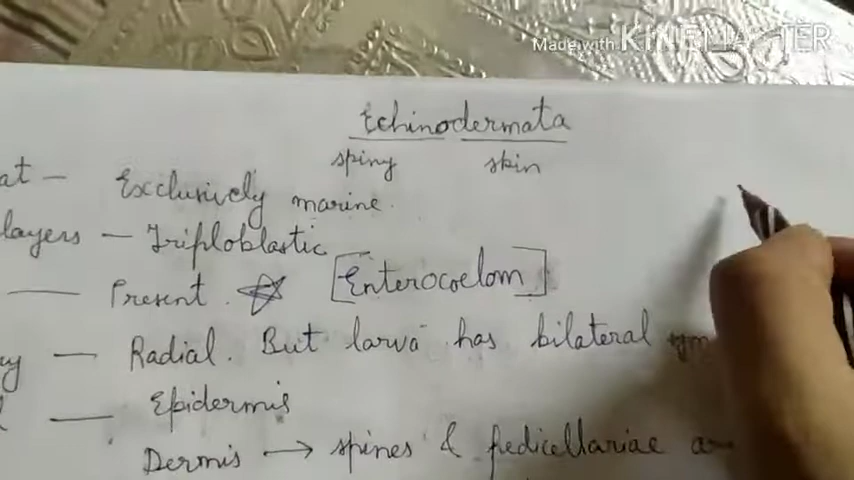 Made with KINEMASTER
Echinodermata
spiny skin
at - Exclusively marine.
layers - Triploblastic
— Present. [Enterocoelom]
y — Radial. But larva has bilateral sym
l — Epidermis
Dermis → spines & pedicellariae